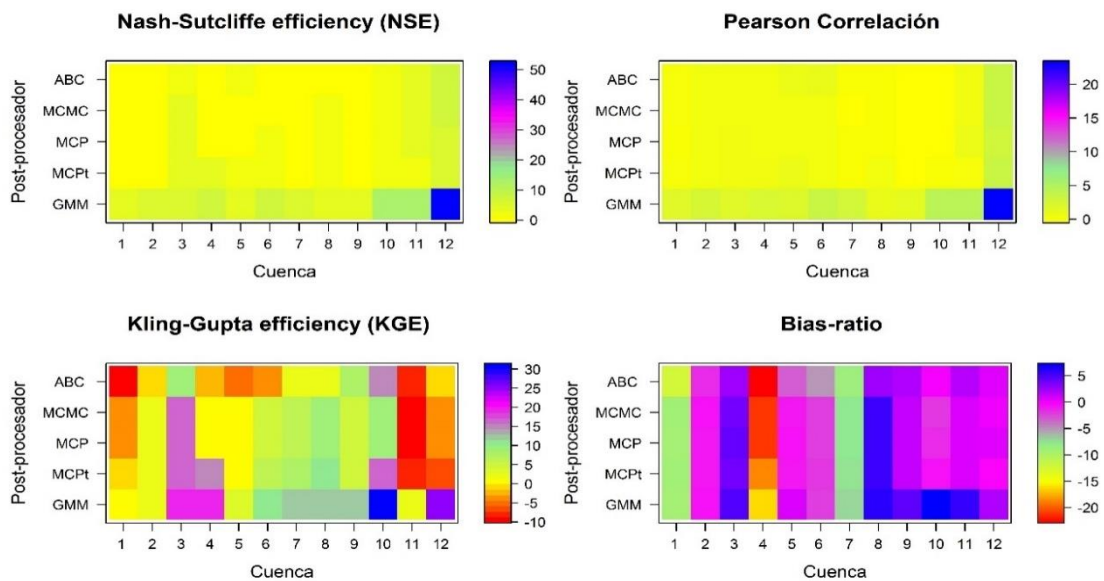 Nash-Sutcliffe efficiency (NSE)
Post-procesador
ABC
MCMC
MCP
MCPt
GMM
1 2 3 4 5 6 7 8 9 10 11 12
Cuenca
50
40
30
20
10
0
Pearson Correlación
Post-procesador
ABC
MCMC
MCP
MCPt
GMM
1 2 3 4 5 6 7 8 9 10 11 12
Cuenca
20
15
10
5
0
Kling-Gupta efficiency (KGE)
Post-procesador
ABC
MCMC
MCP
MCPt
GMM
1 2 3 4 5 6 7 8 9 10 11 12
Cuenca
30
25
20
15
10
5
0
-5
-10
Bias-ratio
Post-procesador
ABC
MCMC
MCP
MCPt
GMM
1 2 3 4 5 6 7 8 9 10 11 12
Cuenca
5
0
-5
-10
-15
-20